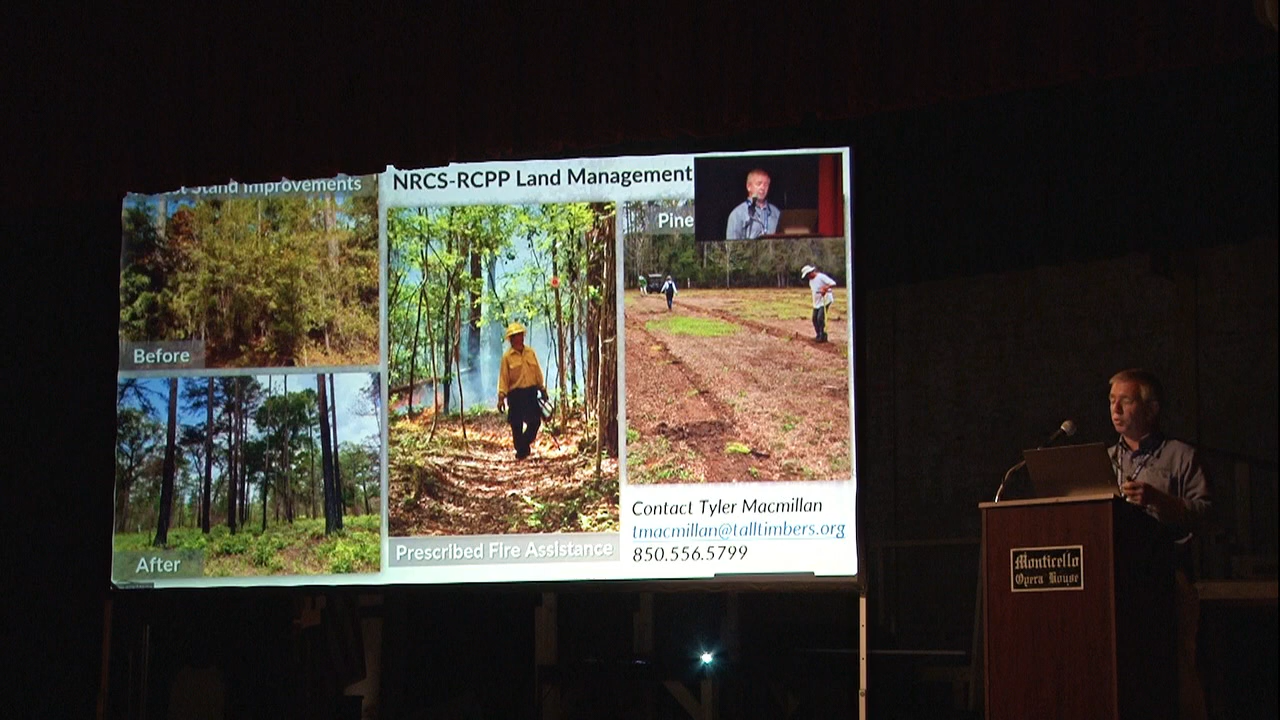 Stand Improvements
Before
After
NRCS-RCPP Land Management
Prescribed Fire Assistance
Pine
Contact Tyler Macmillan
tmacmillan@talltimbers.org
850.556.5799
Monticello
Opera House